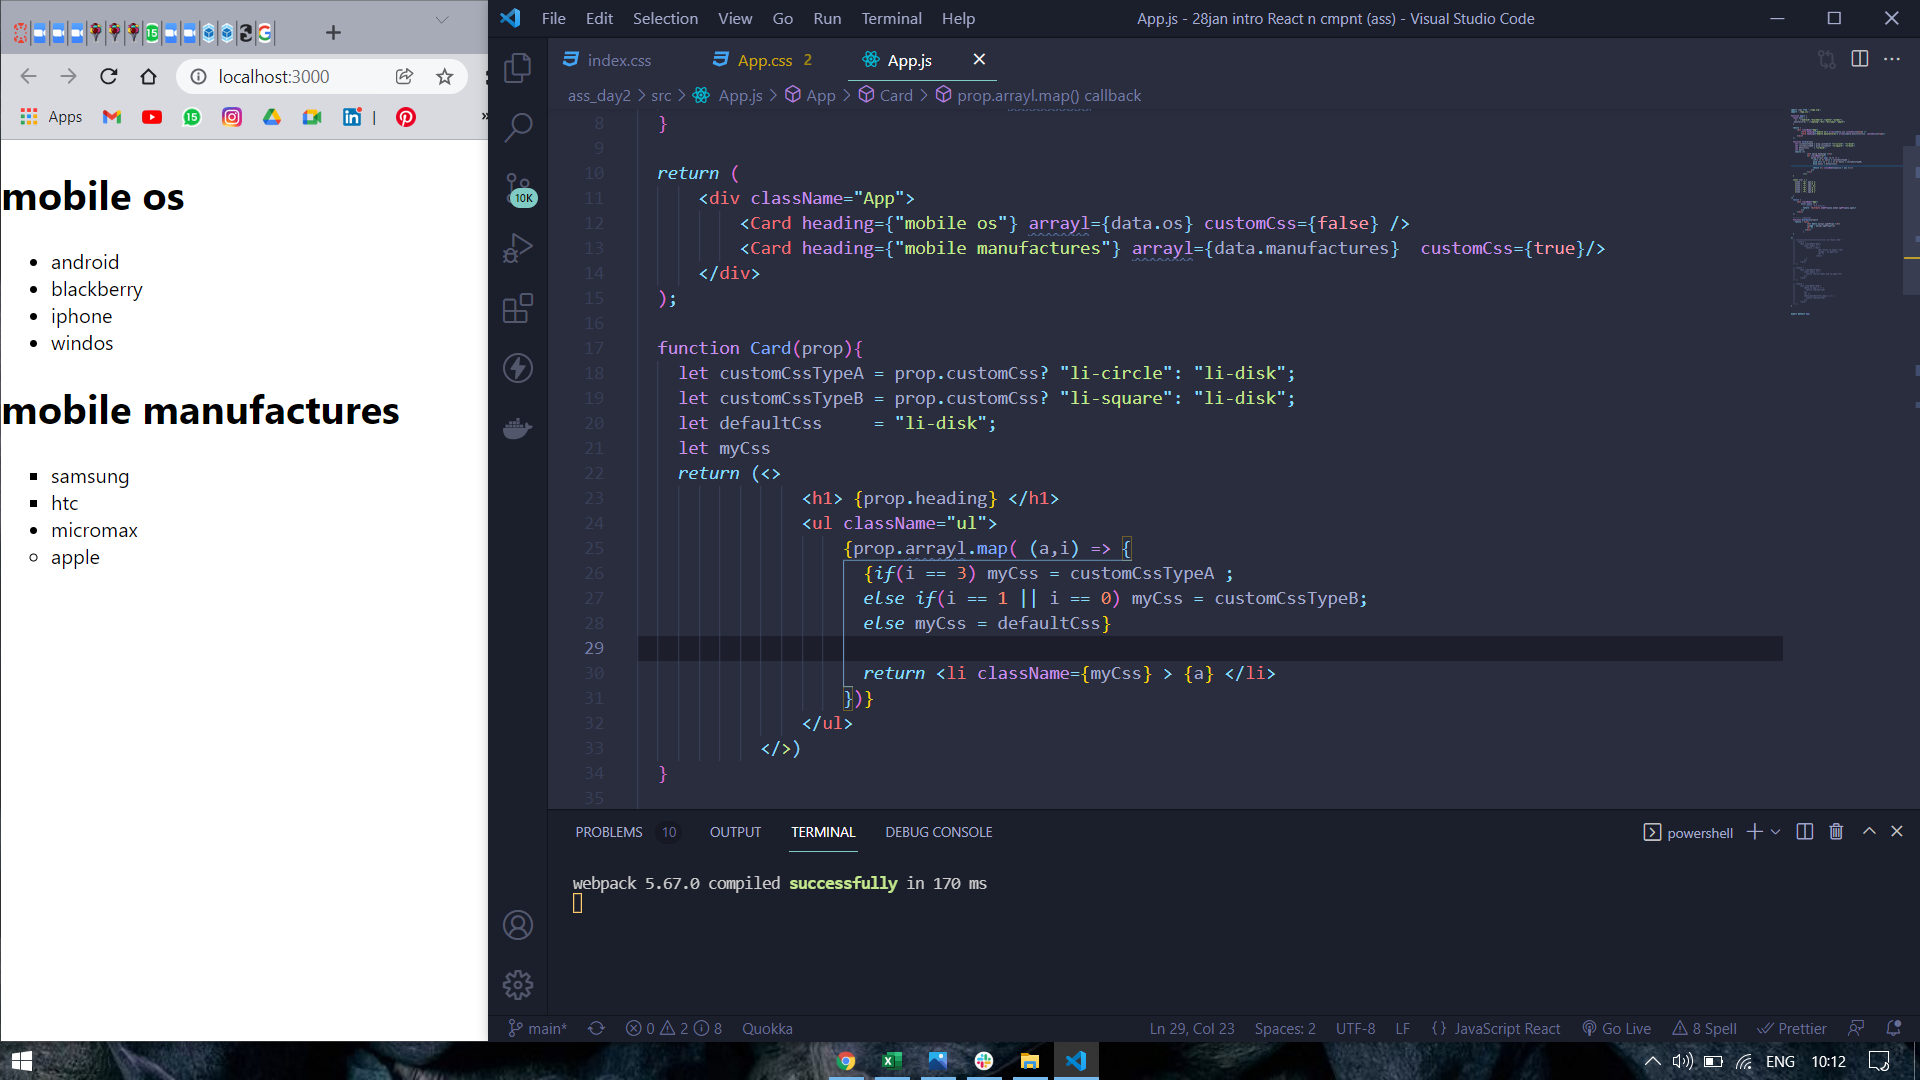 localhost:3000
Apps
mobile os
android
blackberry
iphone
windos
mobile manufactures
samsung
htc
micromax
apple
File Edit Selection View Go Run Terminal Help
App.js - 28jan intro React n cmpnt (ass) - Visual Studio Code
index.css App.css 2 App.js
ass_day2 > src > App.js > App > Card > prop.arrayl.map() callback
10K
8 }
9
10 return (
11 <div className="App">
12 <Card heading={"mobile os"} arrayl={data.os} customCss={false} />
13 <Card heading={"mobile manufactures"} arrayl={data.manufactures}  customCss={true}/>
14 </div>
15 );
16
17 function Card(prop){
18 let customCssTypeA = prop.customCss? "li-circle": "li-disk";
19 let customCssTypeB = prop.customCss? "li-square": "li-disk";
20 let defaultCss     = "li-disk";
21 let myCss
22 return (<>
23 <h1> {prop.heading} </h1>
24 <ul className="ul">
25 {prop.arrayl.map( (a,i) => {
26 {if(i == 3) myCss = customCssTypeA ;
27 else if(i == 1 || i == 0) myCss = customCssTypeB;
28 else myCss = defaultCss}
29
30 return <li className={myCss} > {a} </li>
31 })}
32 </ul>
33 </>)
34 }
35
PROBLEMS 10 OUTPUT TERMINAL DEBUG CONSOLE
powershell
webpack 5.67.0 compiled successfully in 170 ms
main* 0 2 8 Quokka
Ln 29, Col 23 Spaces: 2 UTF-8 LF {} JavaScript React Go Live 8 Spell Prettier
ENG 10:12